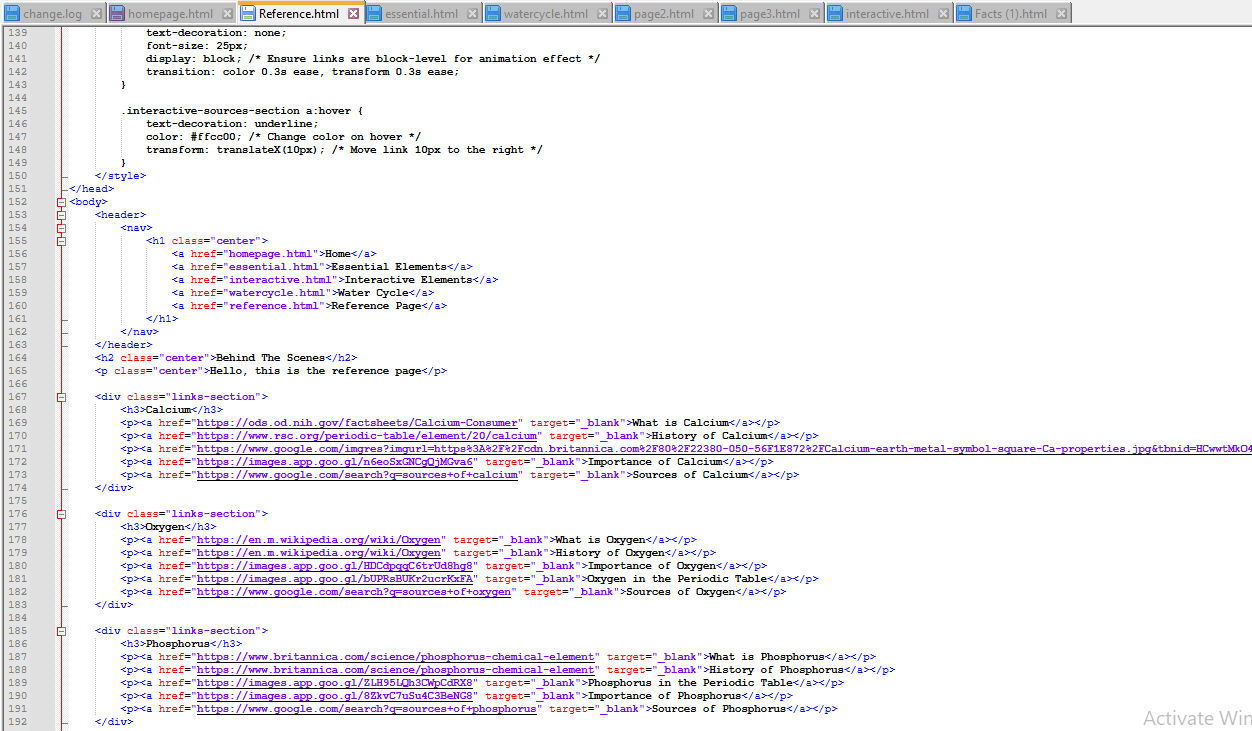 change.log homepage.html Reference.html essential.html watercycle.html page2.html page3.html interactive.html Facts (1).html
139 text-decoration: none;
140 font-size: 25px;
141 display: block; /* Ensure links are block-level for animation effect */
142 transition: color 0.3s ease, transform 0.3s ease;
143 }
144
145 .interactive-sources-section a:hover {
146 text-decoration: underline;
147 color: #ffcc00; /* Change color on hover */
148 transform: translateX(10px); /* Move link 10px to the right */
149 }
150 </style>
151 </head>
152 <body>
153 <header>
154 <nav>
155 <h1 class="center">
156 <a href="homepage.html">Home</a>
157 <a href="essential.html">Essential Elements</a>
158 <a href="interactive.html">Interactive Elements</a>
159 <a href="watercycle.html">Water Cycle</a>
160 <a href="reference.html">Reference Page</a>
161 </h1>
162 </nav>
163 </header>
164 <h2 class="center">Behind The Scenes</h2>
165 <p class="center">Hello, this is the reference page</p>
166
167 <div class="links-section">
168 <h3>Calcium</h3>
169 <p><a href="https://ods.od.nih.gov/factsheets/Calcium-Consumer" target="_blank">What is Calcium</a></p>
170 <p><a href="https://www.rsc.org/periodic-table/element/20/calcium" target="_blank">History of Calcium</a></p>
171 <p><a href="https://www.google.com/imgres?imgurl=https%3A%2F%2Fcdn.britannica.com%2F80%2F22380-050-56F1E872%2FCalcium-earth-metal-symbol-square-Ca-properties.jpg&tbnid=HCwwtMkO4
172 <p><a href="https://images.app.goo.gl/n6eoSxGNCgQjMGva6" target="_blank">Importance of Calcium</a></p>
173 <p><a href="https://www.google.com/search?q=sources+of+calcium" target="_blank">Sources of Calcium</a></p>
174 </div>
175
176 <div class="links-section">
177 <h3>Oxygen</h3>
178 <p><a href="https://en.m.wikipedia.org/wiki/Oxygen" target="_blank">What is Oxygen</a></p>
179 <p><a href="https://en.m.wikipedia.org/wiki/Oxygen" target="_blank">History of Oxygen</a></p>
180 <p><a href="https://images.app.goo.gl/HDCdpqgC6trUd8hg8" target="_blank">Importance of Oxygen</a></p>
181 <p><a href="https://images.app.goo.gl/bUPRsBUKr2ucrKxFA" target="_blank">Oxygen in the Periodic Table</a></p>
182 <p><a href="https://www.google.com/search?q=sources+of+oxygen" target="_blank">Sources of Oxygen</a></p>
183 </div>
184
185 <div class="links-section">
186 <h3>Phosphorus</h3>
187 <p><a href="https://www.britannica.com/science/phosphorus-chemical-element" target="_blank">What is Phosphorus</a></p>
188 <p><a href="https://www.britannica.com/science/phosphorus-chemical-element" target="_blank">History of Phosphorus</a></p>
189 <p><a href="https://images.app.goo.gl/ZLH95LQh3CWpCdRX8" target="_blank">Phosphorus in the Periodic Table</a></p>
190 <p><a href="https://images.app.goo.gl/8ZkvC7uSu4C3BeNG8" target="_blank">Importance of Phosphorus</a></p>
191 <p><a href="https://www.google.com/search?q=sources+of+phosphorus" target="_blank">Sources of Phosphorus</a></p>
192 </div>
Activate Win